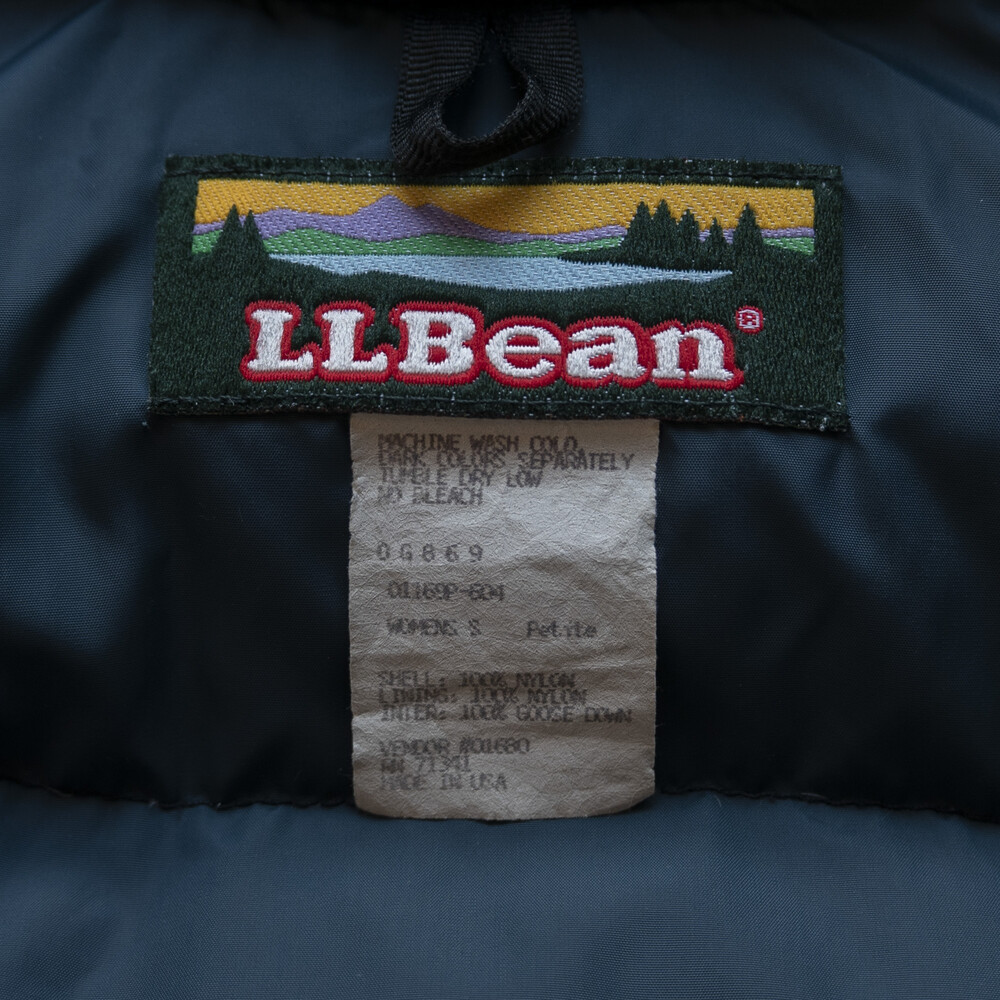 LLBean®
MACHINE WASH COLD
DARK COLORS SEPARATELY
TUMBLE DRY LOW
NO BLEACH
0G869
01169P-604
WOMENS S Petite
SHELL: 100% NYLON
LINING: 100% NYLON
INTER: 100% GOOSE DOWN
VENDOR #01680
RN 71341
MADE IN USA